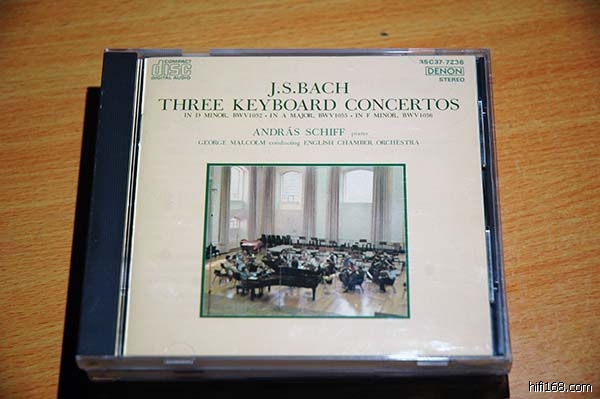 COMPACT
disc
DIGITAL AUDIO
38C37-7236
DENON
STEREO
J.S.BACH
THREE KEYBOARD CONCERTOS
IN D MINOR, BWV1052 • IN A MAJOR, BWV1055 • IN F MINOR, BWV1056
ANDRÁS SCHIFF piano
GEORGE MALCOLM conducting ENGLISH CHAMBER ORCHESTRA
hifi168.com